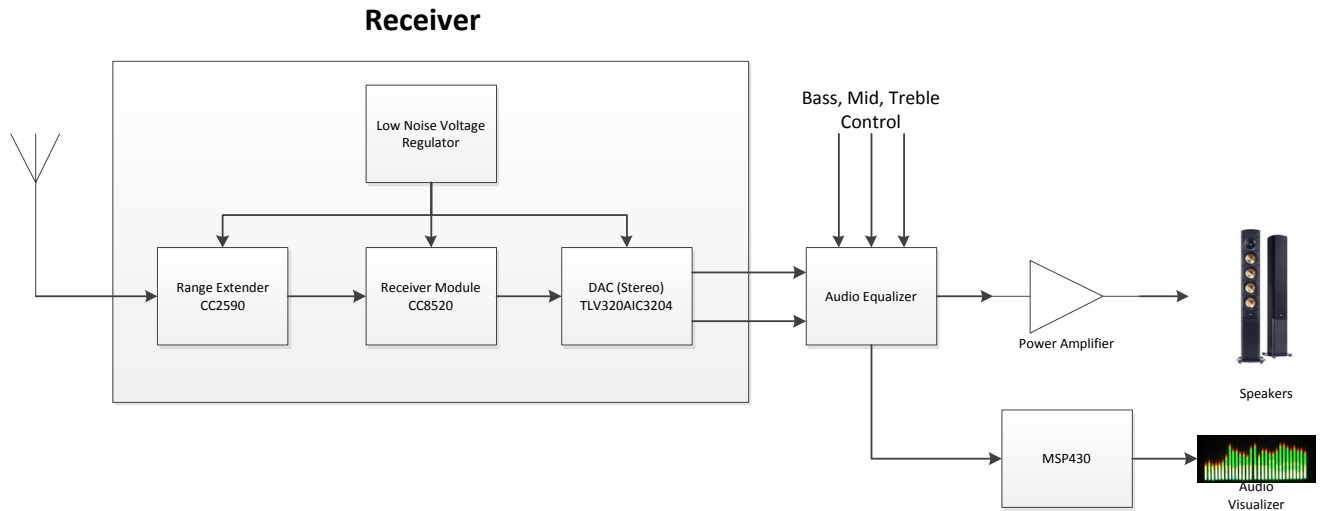 Receiver
Low Noise Voltage
Regulator
Bass, Mid, Treble
Control
Range Extender
CC2590
Receiver Module
CC8520
DAC (Stereo)
TLV320AIC3204
Audio Equalizer
Power Amplifier
Speakers
MSP430
Audio
Visualizer